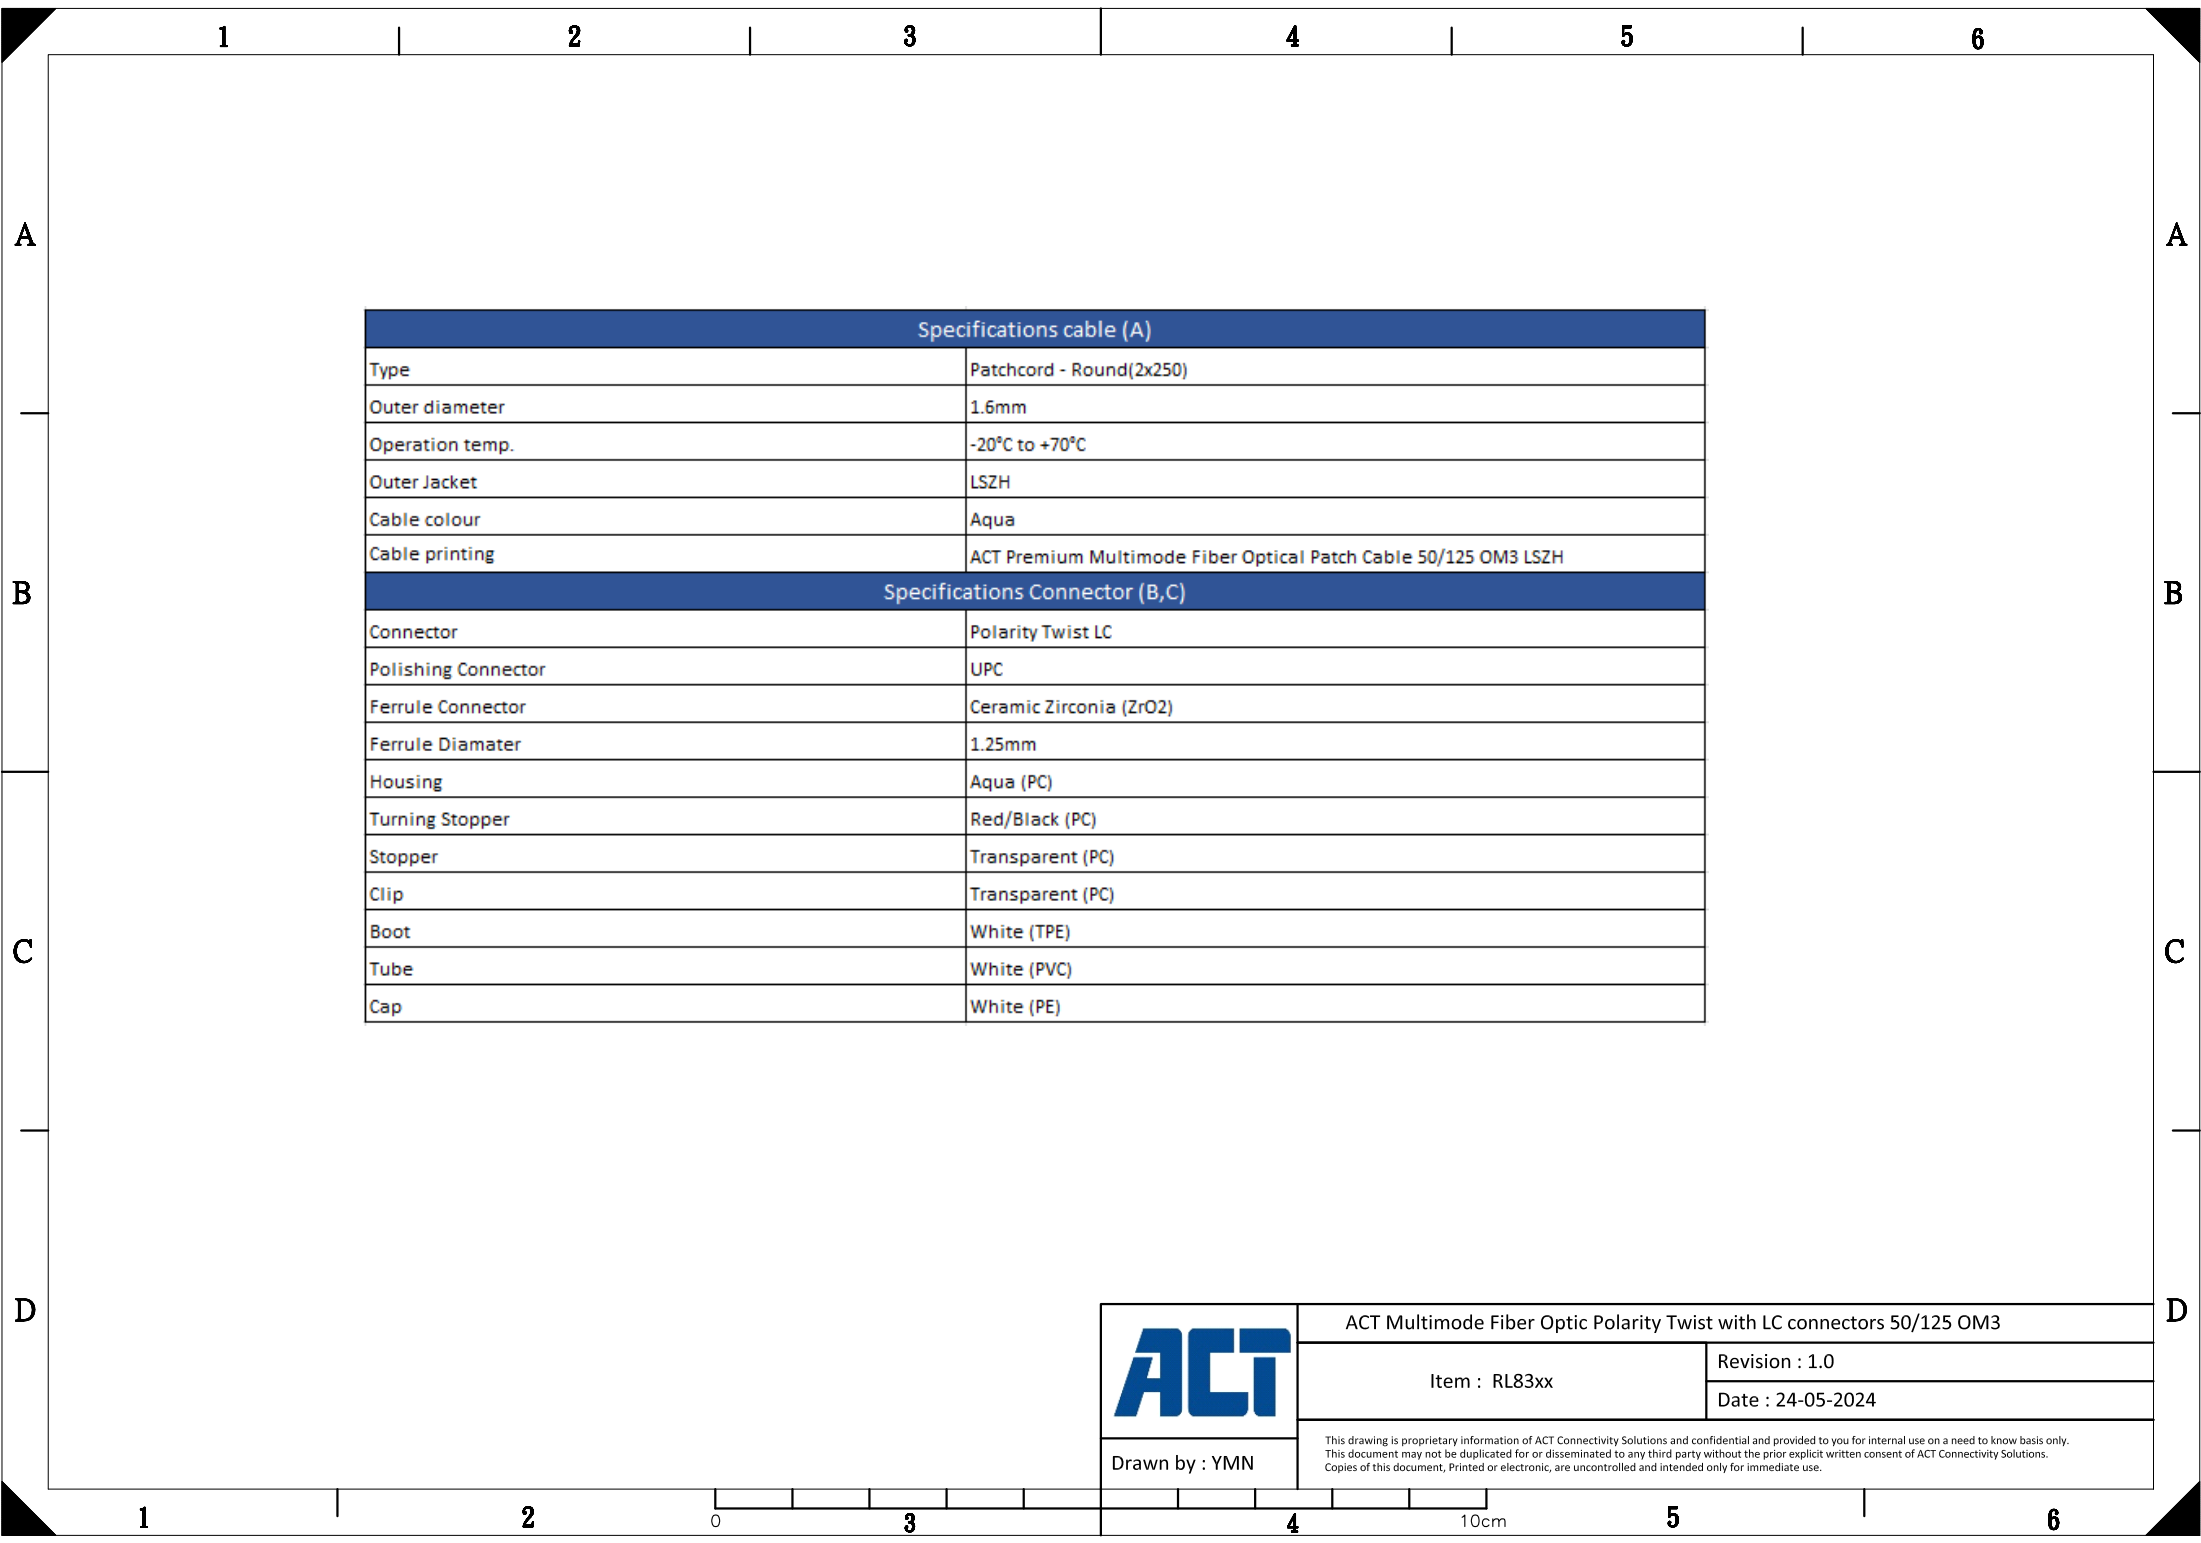 1 2 3 4 5 6
A A
Specifications cable (A)
Type Patchcord - Round(2x250)
Outer diameter 1.6mm
Operation temp. -20°C to +70°C
Outer Jacket LSZH
Cable colour Aqua
Cable printing ACT Premium Multimode Fiber Optical Patch Cable 50/125 OM3 LSZH
B B
Specifications Connector (B,C)
Connector Polarity Twist LC
Polishing Connector UPC
Ferrule Connector Ceramic Zirconia (ZrO2)
Ferrule Diamater 1.25mm
Housing Aqua (PC)
Turning Stopper Red/Black (PC)
Stopper Transparent (PC)
Clip Transparent (PC)
Boot White (TPE)
C C
Tube White (PVC)
Cap White (PE)
D D
ACT
ACT Multimode Fiber Optic Polarity Twist with LC connectors 50/125 OM3
Item : RL83xx
Revision : 1.0
Date : 24-05-2024
Drawn by : YMN
This drawing is proprietary information of ACT Connectivity Solutions and confidential and provided to you for internal use on a need to know basis only.
This document may not be duplicated for or disseminated to any third party without the prior explicit written consent of ACT Connectivity Solutions.
Copies of this document, Printed or electronic, are uncontrolled and intended only for immediate use.
1 2 0 3 4 10cm 5 6